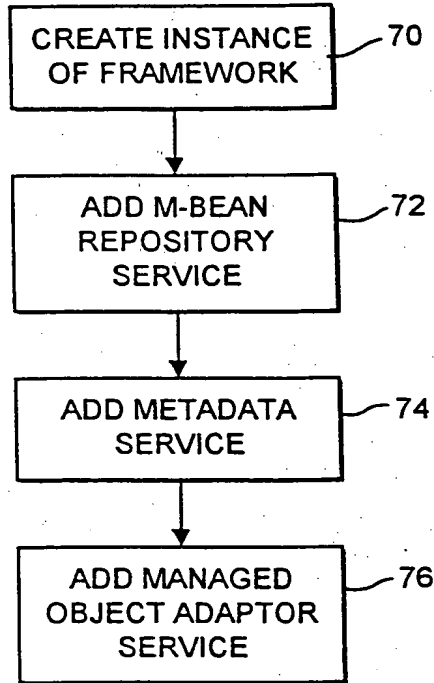 CREATE INSTANCE 70
OF FRAMEWORK
ADD M-BEAN 72
REPOSITORY
SERVICE
ADD METADATA 74
SERVICE
ADD MANAGED 76
OBJECT ADAPTOR
SERVICE